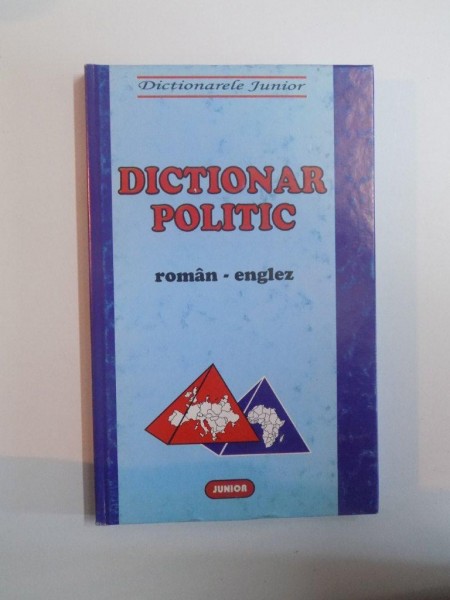 Dictionarele Junior
DICTIONAR
POLITIC
român - englez
JUNIOR